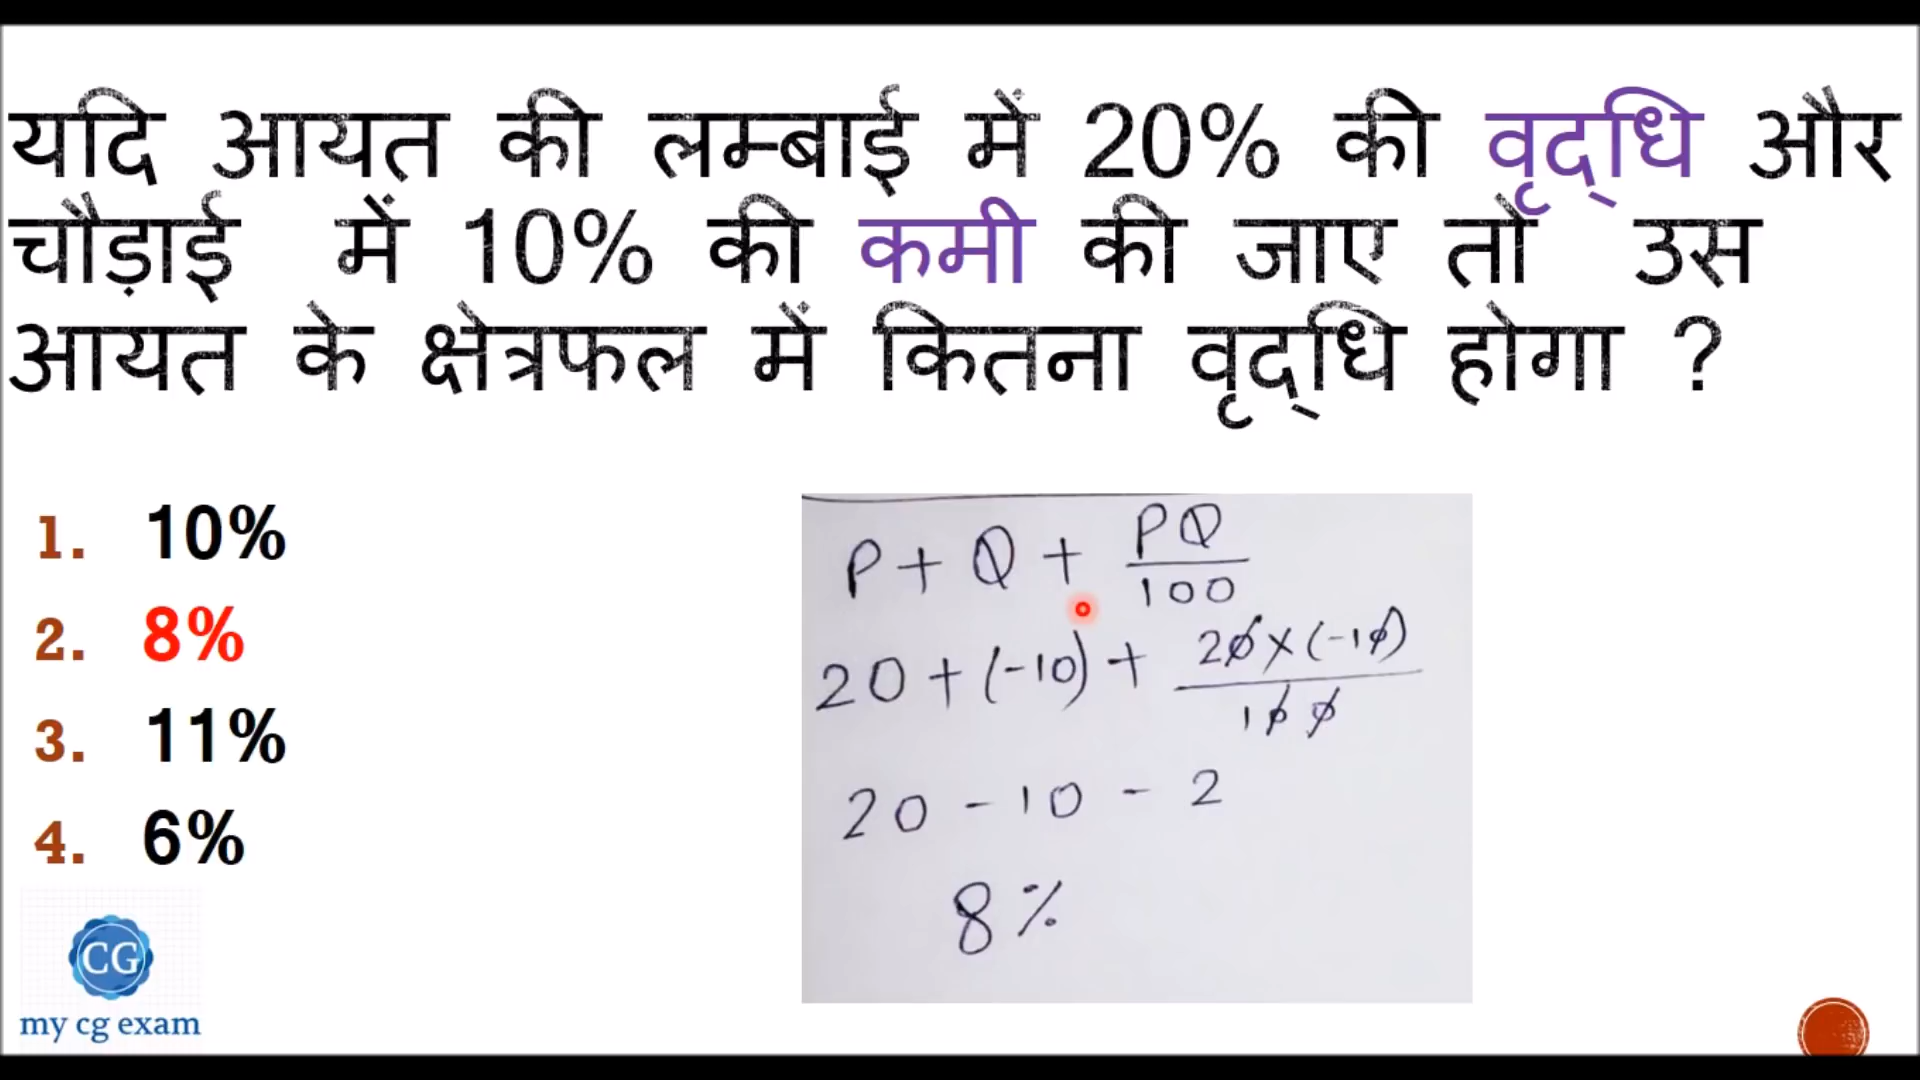 यदि आयत की लम्बाई में 20% की वृद्धि और
चौड़ाई में 10% की कमी की जाए तो उस
आयत के क्षेत्रफल में कितना वृद्धि होगा ?
1. 10%
2. 8%
3. 11%
4. 6%
P + Q + PQ/100
20 + (-10) + 20×(-10)/100
20 - 10 - 2
8%
CG
my cg exam